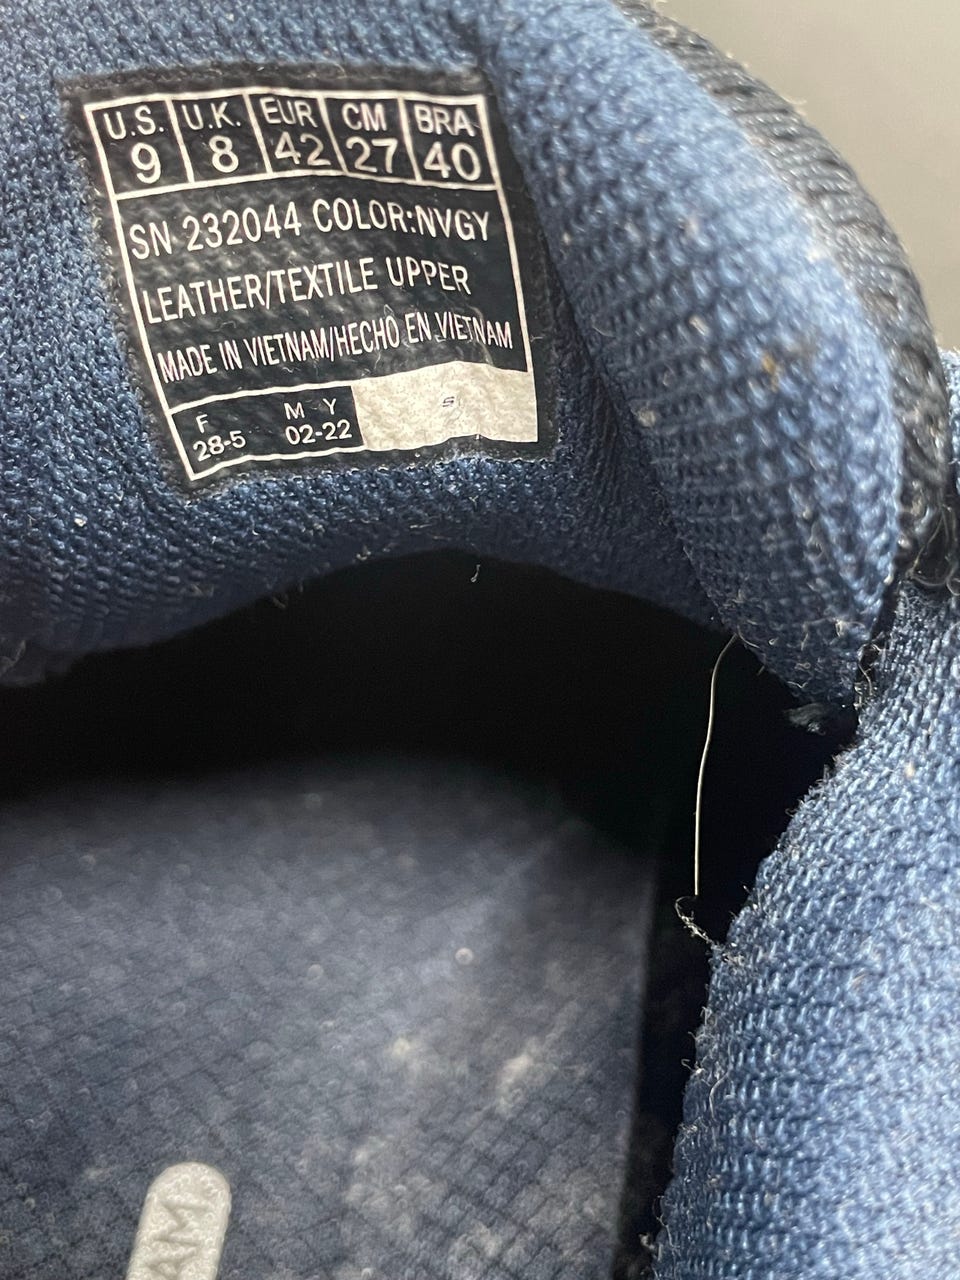 U.S. U.K. EUR CM BRA
9 8 42 27 40
SN 232044 COLOR:NVGY
LEATHER/TEXTILE UPPER
MADE IN VIETNAM/HECHO EN VIETNAM
F M Y
28-5 02-22
AM